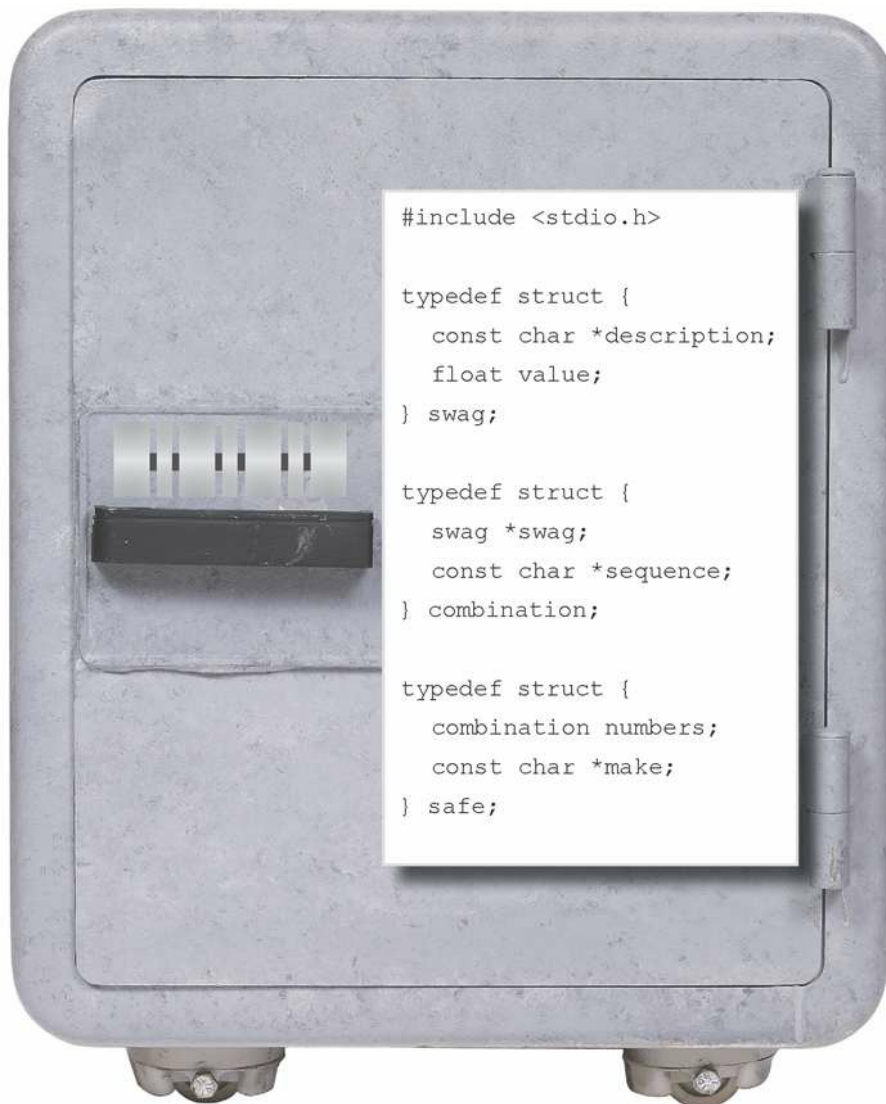 #include <stdio.h>
typedef struct {
const char *description;
float value;
} swag;
typedef struct {
swag *swag;
const char *sequence;
} combination;
typedef struct {
combination numbers;
const char *make;
} safe;